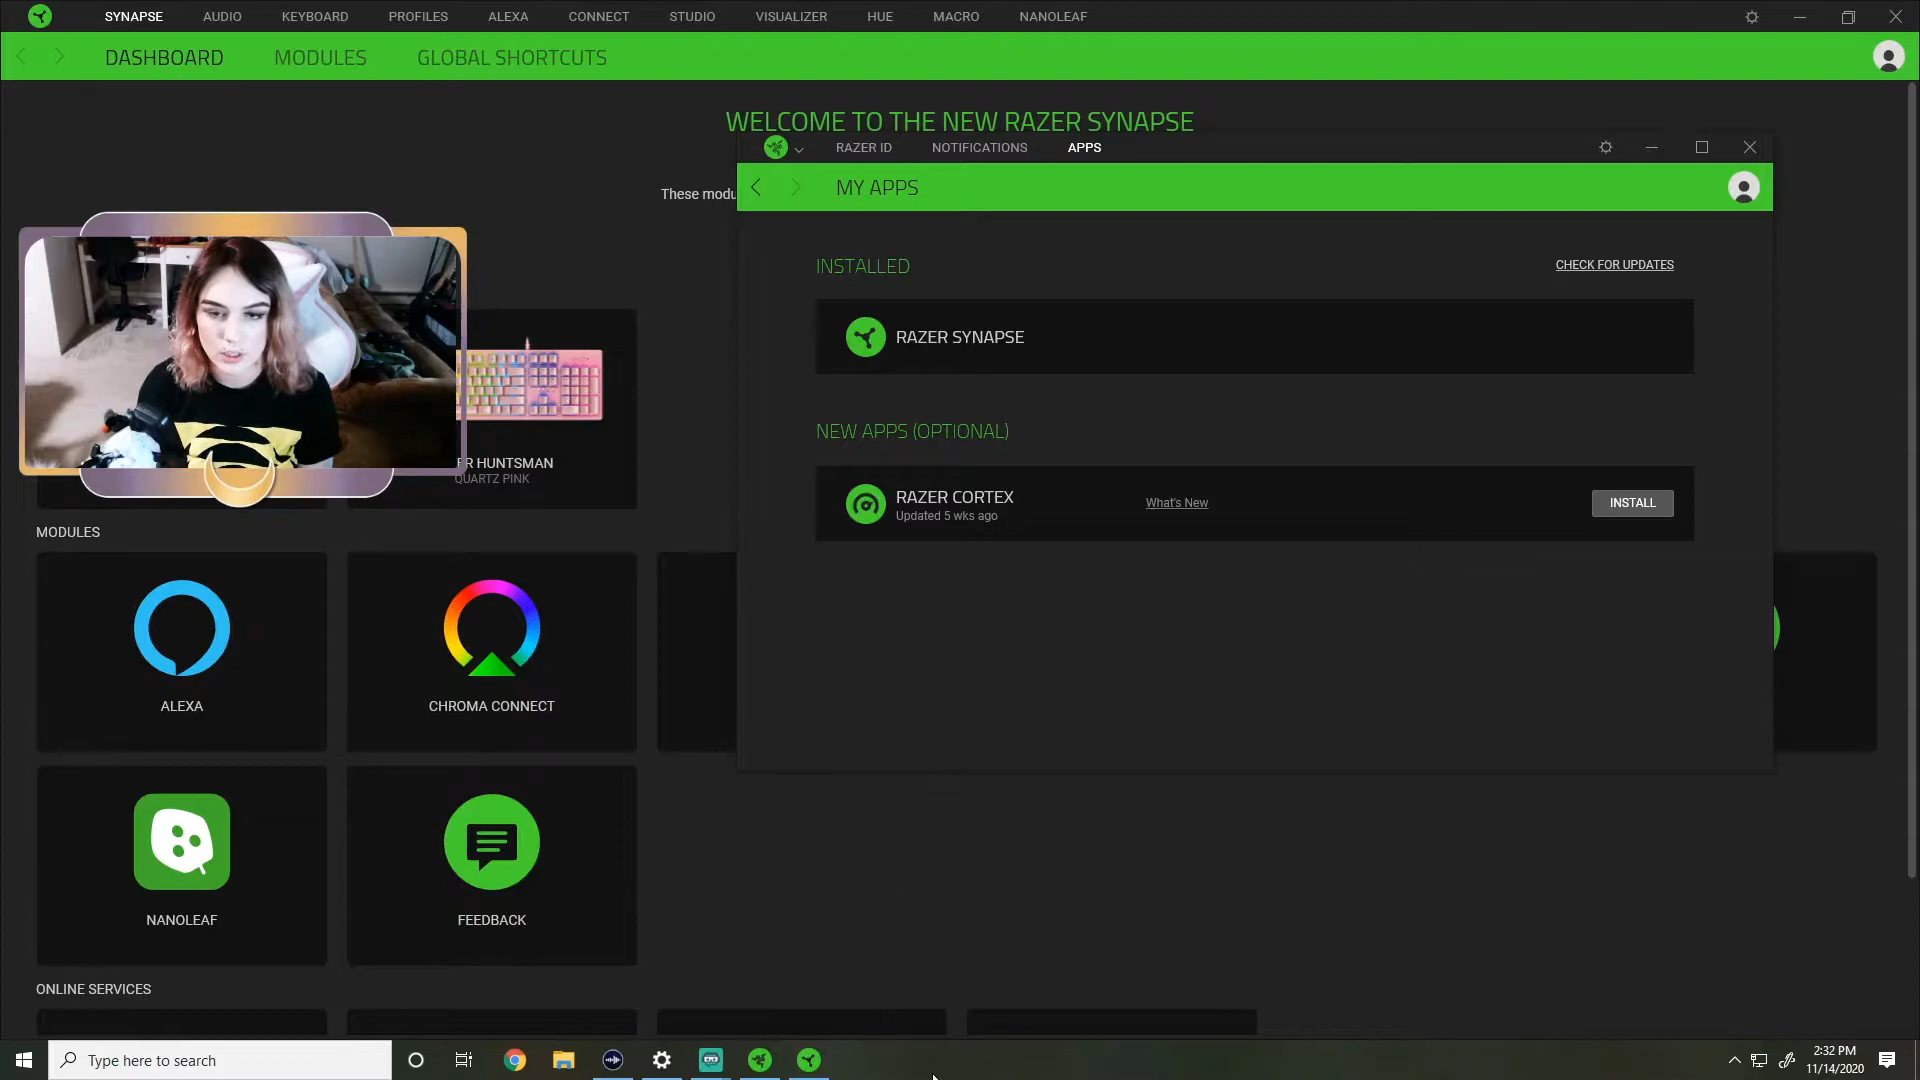 SYNAPSE AUDIO KEYBOARD PROFILES ALEXA CONNECT STUDIO VISUALIZER HUE MACRO NANOLEAF
DASHBOARD MODULES GLOBAL SHORTCUTS
WELCOME TO THE NEW RAZER SYNAPSE
RAZER ID NOTIFICATIONS APPS
MY APPS
These modu
INSTALLED
CHECK FOR UPDATES
RAZER SYNAPSE
NEW APPS (OPTIONAL)
RAZER CORTEX
Updated 5 wks ago
What's New
INSTALL
ER HUNTSMAN
QUARTZ PINK
MODULES
ALEXA
CHROMA CONNECT
NANOLEAF
FEEDBACK
ONLINE SERVICES
Type here to search
2:32 PM
11/14/2020